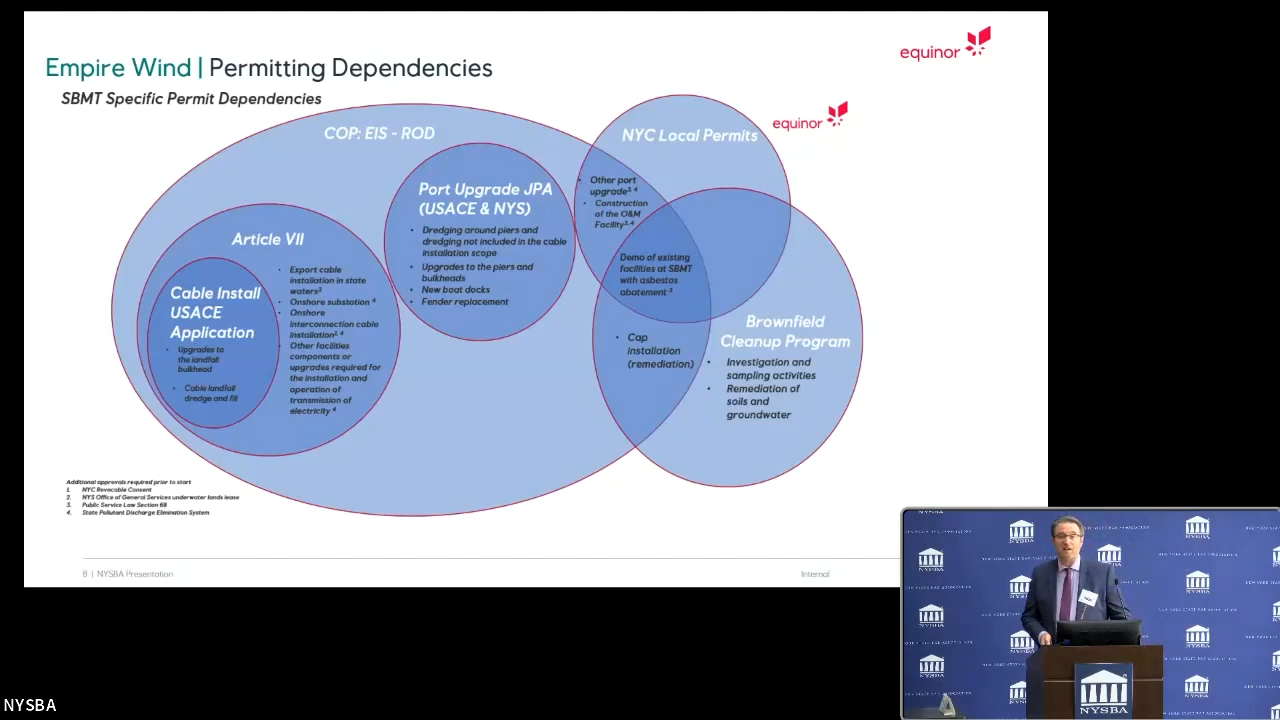 equinor
Empire Wind | Permitting Dependencies
SBMT Specific Permit Dependencies
equinor
COP: EIS - ROD
NYC Local Permits
Port Upgrade JPA
(USACE & NYS)
• Dredging around piers and
dredging not included in the cable
installation scope
• Upgrades to the piers and
bulkheads
• New boat docks
• Fender replacement
• Other port
upgrade3, 4
• Construction
of the O&M
Facility3, 4
Article VII
• Export cable
installation in state
waters2
• Onshore substation 4
• Onshore
interconnection cable
installation1, 4
• Other facilities
components or
upgrades required for
the installation and
operation of
transmission of
electricity 4
Cable Install
USACE
Application
• Upgrades to
the landfall
bulkhead
• Cable landfall
dredge and fill
Demo of existing
facilities at SBMT
with asbestos
abatement 3
Brownfield
Cleanup Program
• Cap
installation
(remediation)
• Investigation and
sampling activities
• Remediation of
soils and
groundwater
Additional approvals required prior to start
1. NYC Revocable Consent
2. NYS Office of General Services underwater lands lease
3. Public Service Law Section 68
4. State Pollutant Discharge Elimination System
8 | NYSBA Presentation
Internal
NYSBA
NYSBA
NYSBA